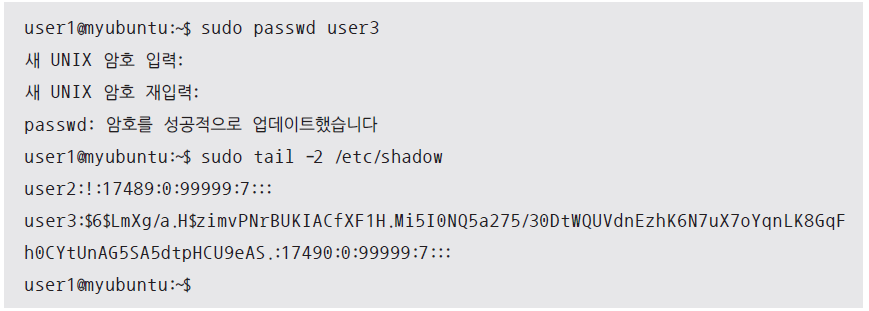 user1@myubuntu:~$ sudo passwd user3
새 UNIX 암호 입력:
새 UNIX 암호 재입력:
passwd: 암호를 성공적으로 업데이트했습니다
user1@myubuntu:~$ sudo tail -2 /etc/shadow
user2:!:17489:0:99999:7:::
user3:$6$LmXg/a.H$zimvPNrBUKIACfXF1H.Mi5I0NQ5a275/30DtWQUVdnEzhK6N7uX7oYqnLK8GqF
h0CYtUnAG5SA5dtpHCU9eAS.:17490:0:99999:7:::
user1@myubuntu:~$